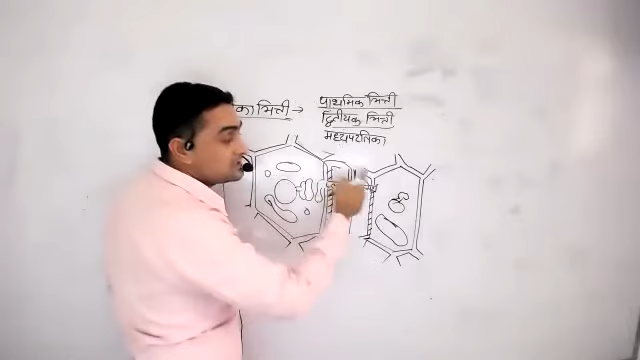 का भित्ती →
प्राथमिक भित्ती
द्वितीयक भित्ती
मध्यपटलिका